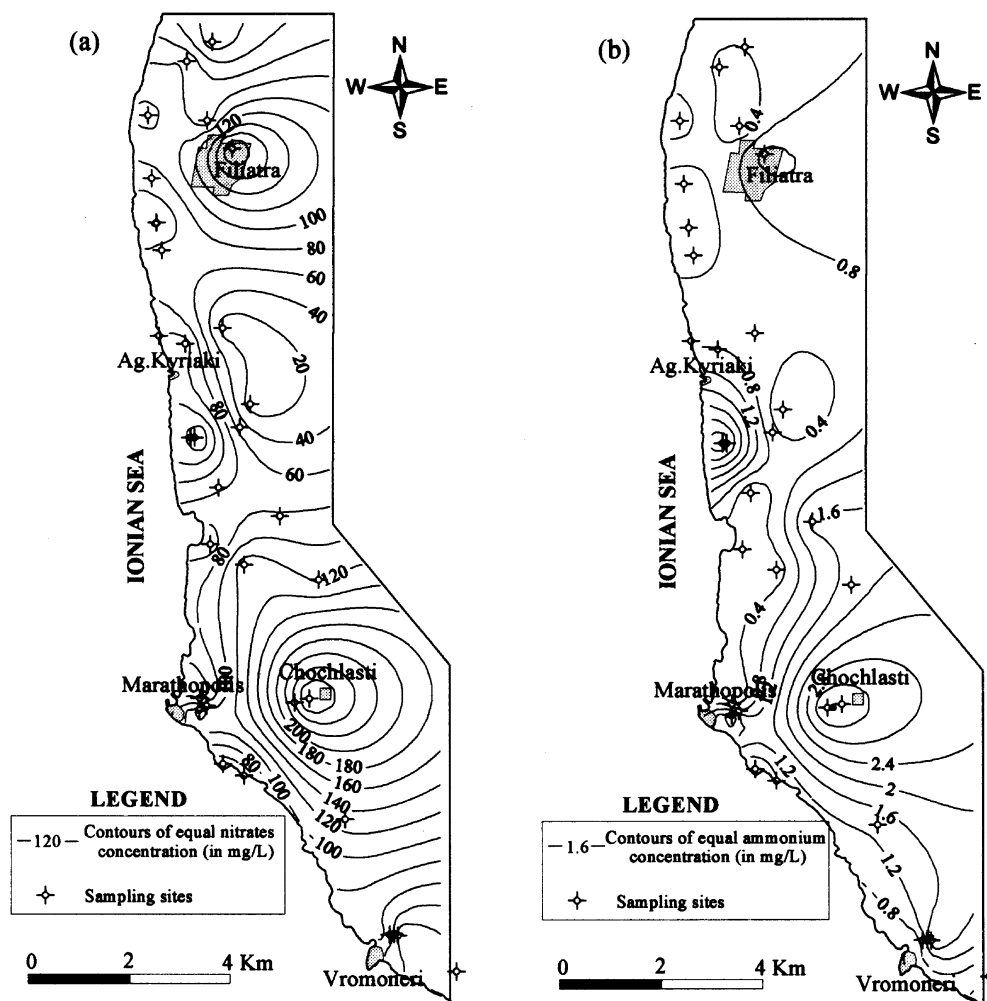 (a)
N
W E
S
120
Filiatra
100
80
60
40
20
Ag.Kyriaki
80
40
60
IONIAN SEA
80
120
Chochlasti
Marathopolis
200
180
180
160
140
120
100
80
100
LEGEND
120 Contours of equal nitrates
concentration (in mg/L)
Sampling sites
0 2 4 Km
Vromoneri
(b)
N
W E
S
0.4
Filiatra
0.8
Ag.Kyriaki
0.8
1.2
0.4
IONIAN SEA
1.6
0.4
Chochlasti
Marathopolis
2.4
2
1.6
1.2
1.2
0.8
LEGEND
1.6 Contours of equal ammonium
concentration (in mg/L)
Sampling sites
0 2 4 Km
Vromoneri